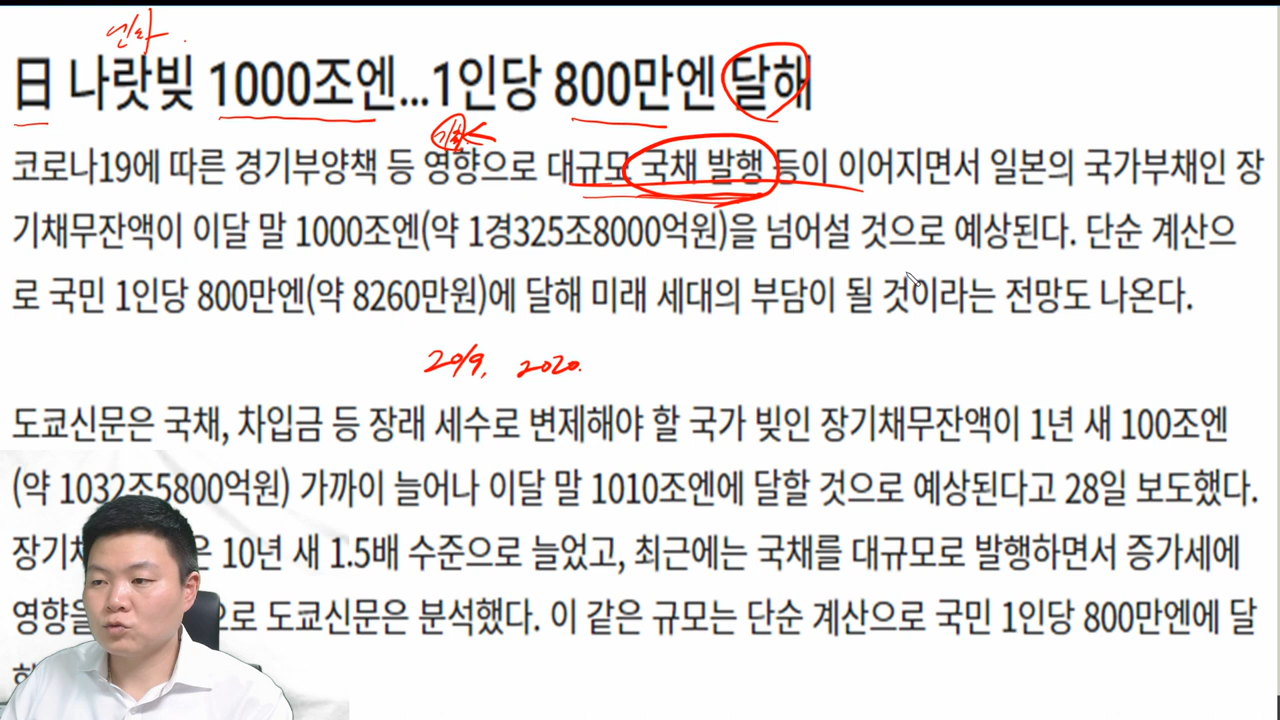 엔화
日 나랏빚 1000조엔...1인당 800만엔 달해
코로나19에 따른 경기부양책 등 영향으로 대규모 국채 발행 등이 이어지면서 일본의 국가부채인 장
기채무잔액이 이달 말 1000조엔(약 1경325조8000억원)을 넘어설 것으로 예상된다. 단순 계산으
로 국민 1인당 800만엔(약 8260만원)에 달해 미래 세대의 부담이 될 것이라는 전망도 나온다.
2019, 2020.
도쿄신문은 국채, 차입금 등 장래 세수로 변제해야 할 국가 빚인 장기채무잔액이 1년 새 100조엔
(약 1032조5800억원) 가까이 늘어나 이달 말 1010조엔에 달할 것으로 예상된다고 28일 보도했다.
장기채 은 10년 새 1.5배 수준으로 늘었고, 최근에는 국채를 대규모로 발행하면서 증가세에
영향을 으로 도쿄신문은 분석했다. 이 같은 규모는 단순 계산으로 국민 1인당 800만엔에 달